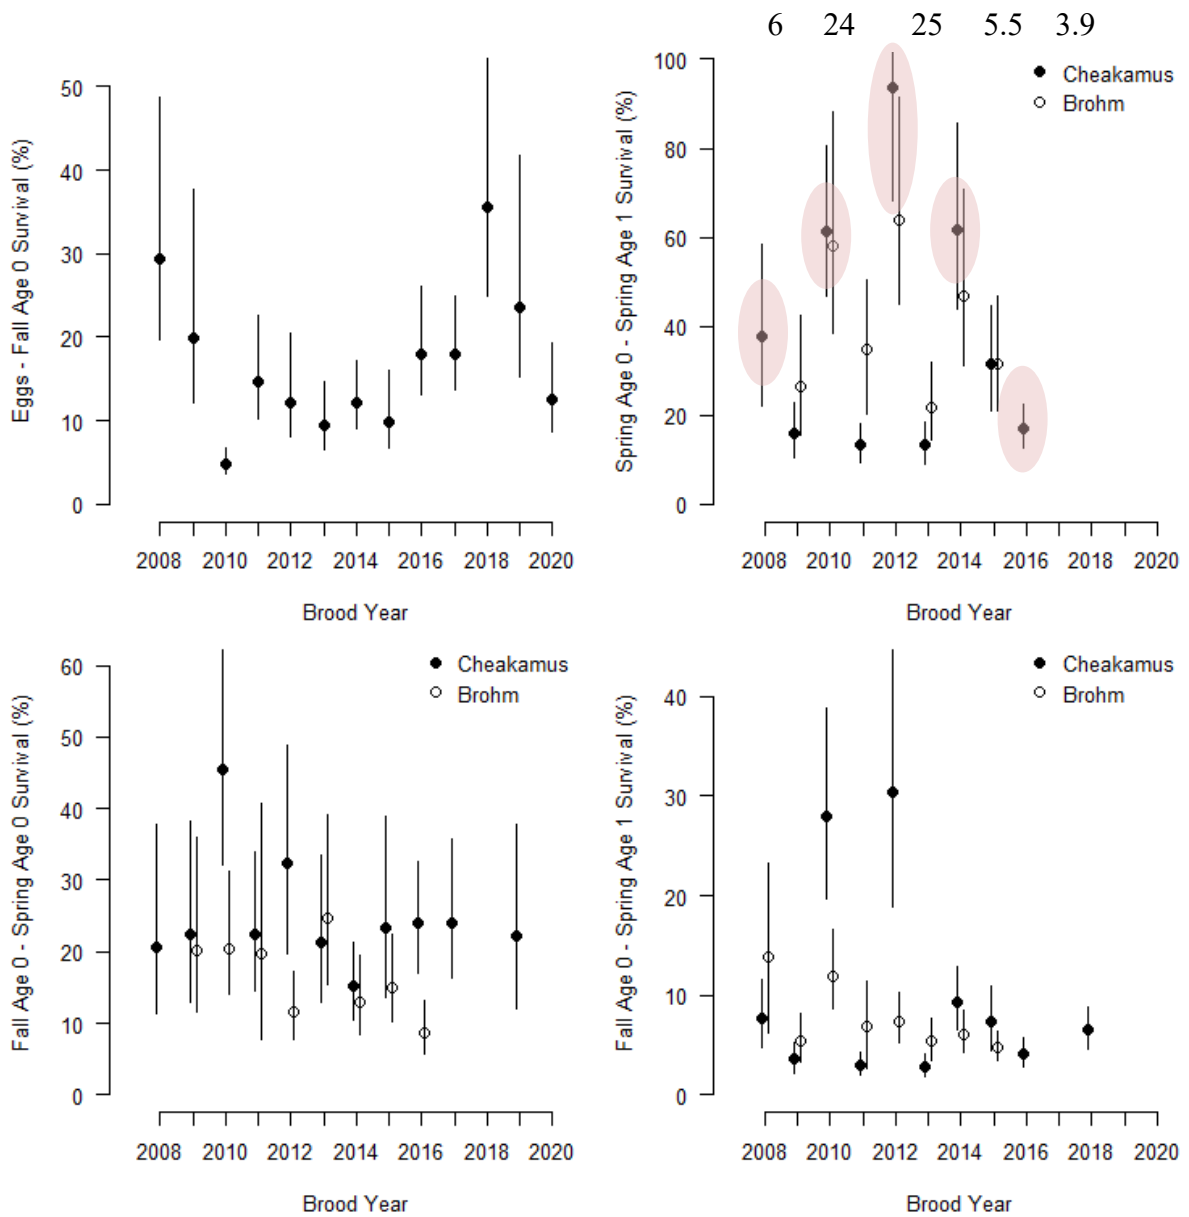 6 24 25 5.5 3.9
Eggs - Fall Age 0 Survival (%)
50
40
30
20
10
0
2008 2010 2012 2014 2016 2018 2020
Brood Year
Spring Age 0 - Spring Age 1 Survival (%)
100
80
60
40
20
0
Cheakamus
Brohm
2008 2010 2012 2014 2016 2018 2020
Brood Year
Fall Age 0 - Spring Age 0 Survival (%)
60
50
40
30
20
10
0
Cheakamus
Brohm
2008 2010 2012 2014 2016 2018 2020
Brood Year
Fall Age 0 - Spring Age 1 Survival (%)
40
30
20
10
0
Cheakamus
Brohm
2008 2010 2012 2014 2016 2018 2020
Brood Year